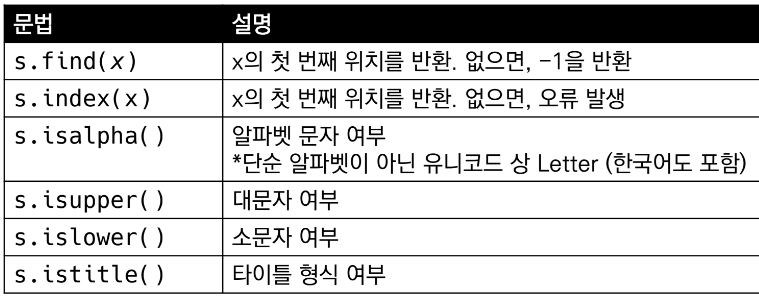 문법 설명
s.find(x) x의 첫 번째 위치를 반환. 없으면, -1을 반환
s.index(x) x의 첫 번째 위치를 반환. 없으면, 오류 발생
s.isalpha() 알파벳 문자 여부
*단순 알파벳이 아닌 유니코드 상 Letter (한국어도 포함)
s.isupper() 대문자 여부
s.islower() 소문자 여부
s.istitle() 타이틀 형식 여부